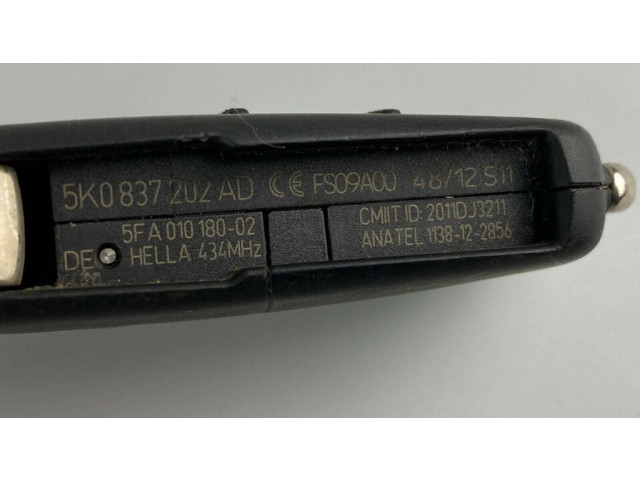 5K0 837 202 AD CE FS09A00 48/12 S11
5FA 010 180-02
DE HELLA 434MHz
CMIIT ID: 2011DJ3211
ANATEL 1138-12-2856